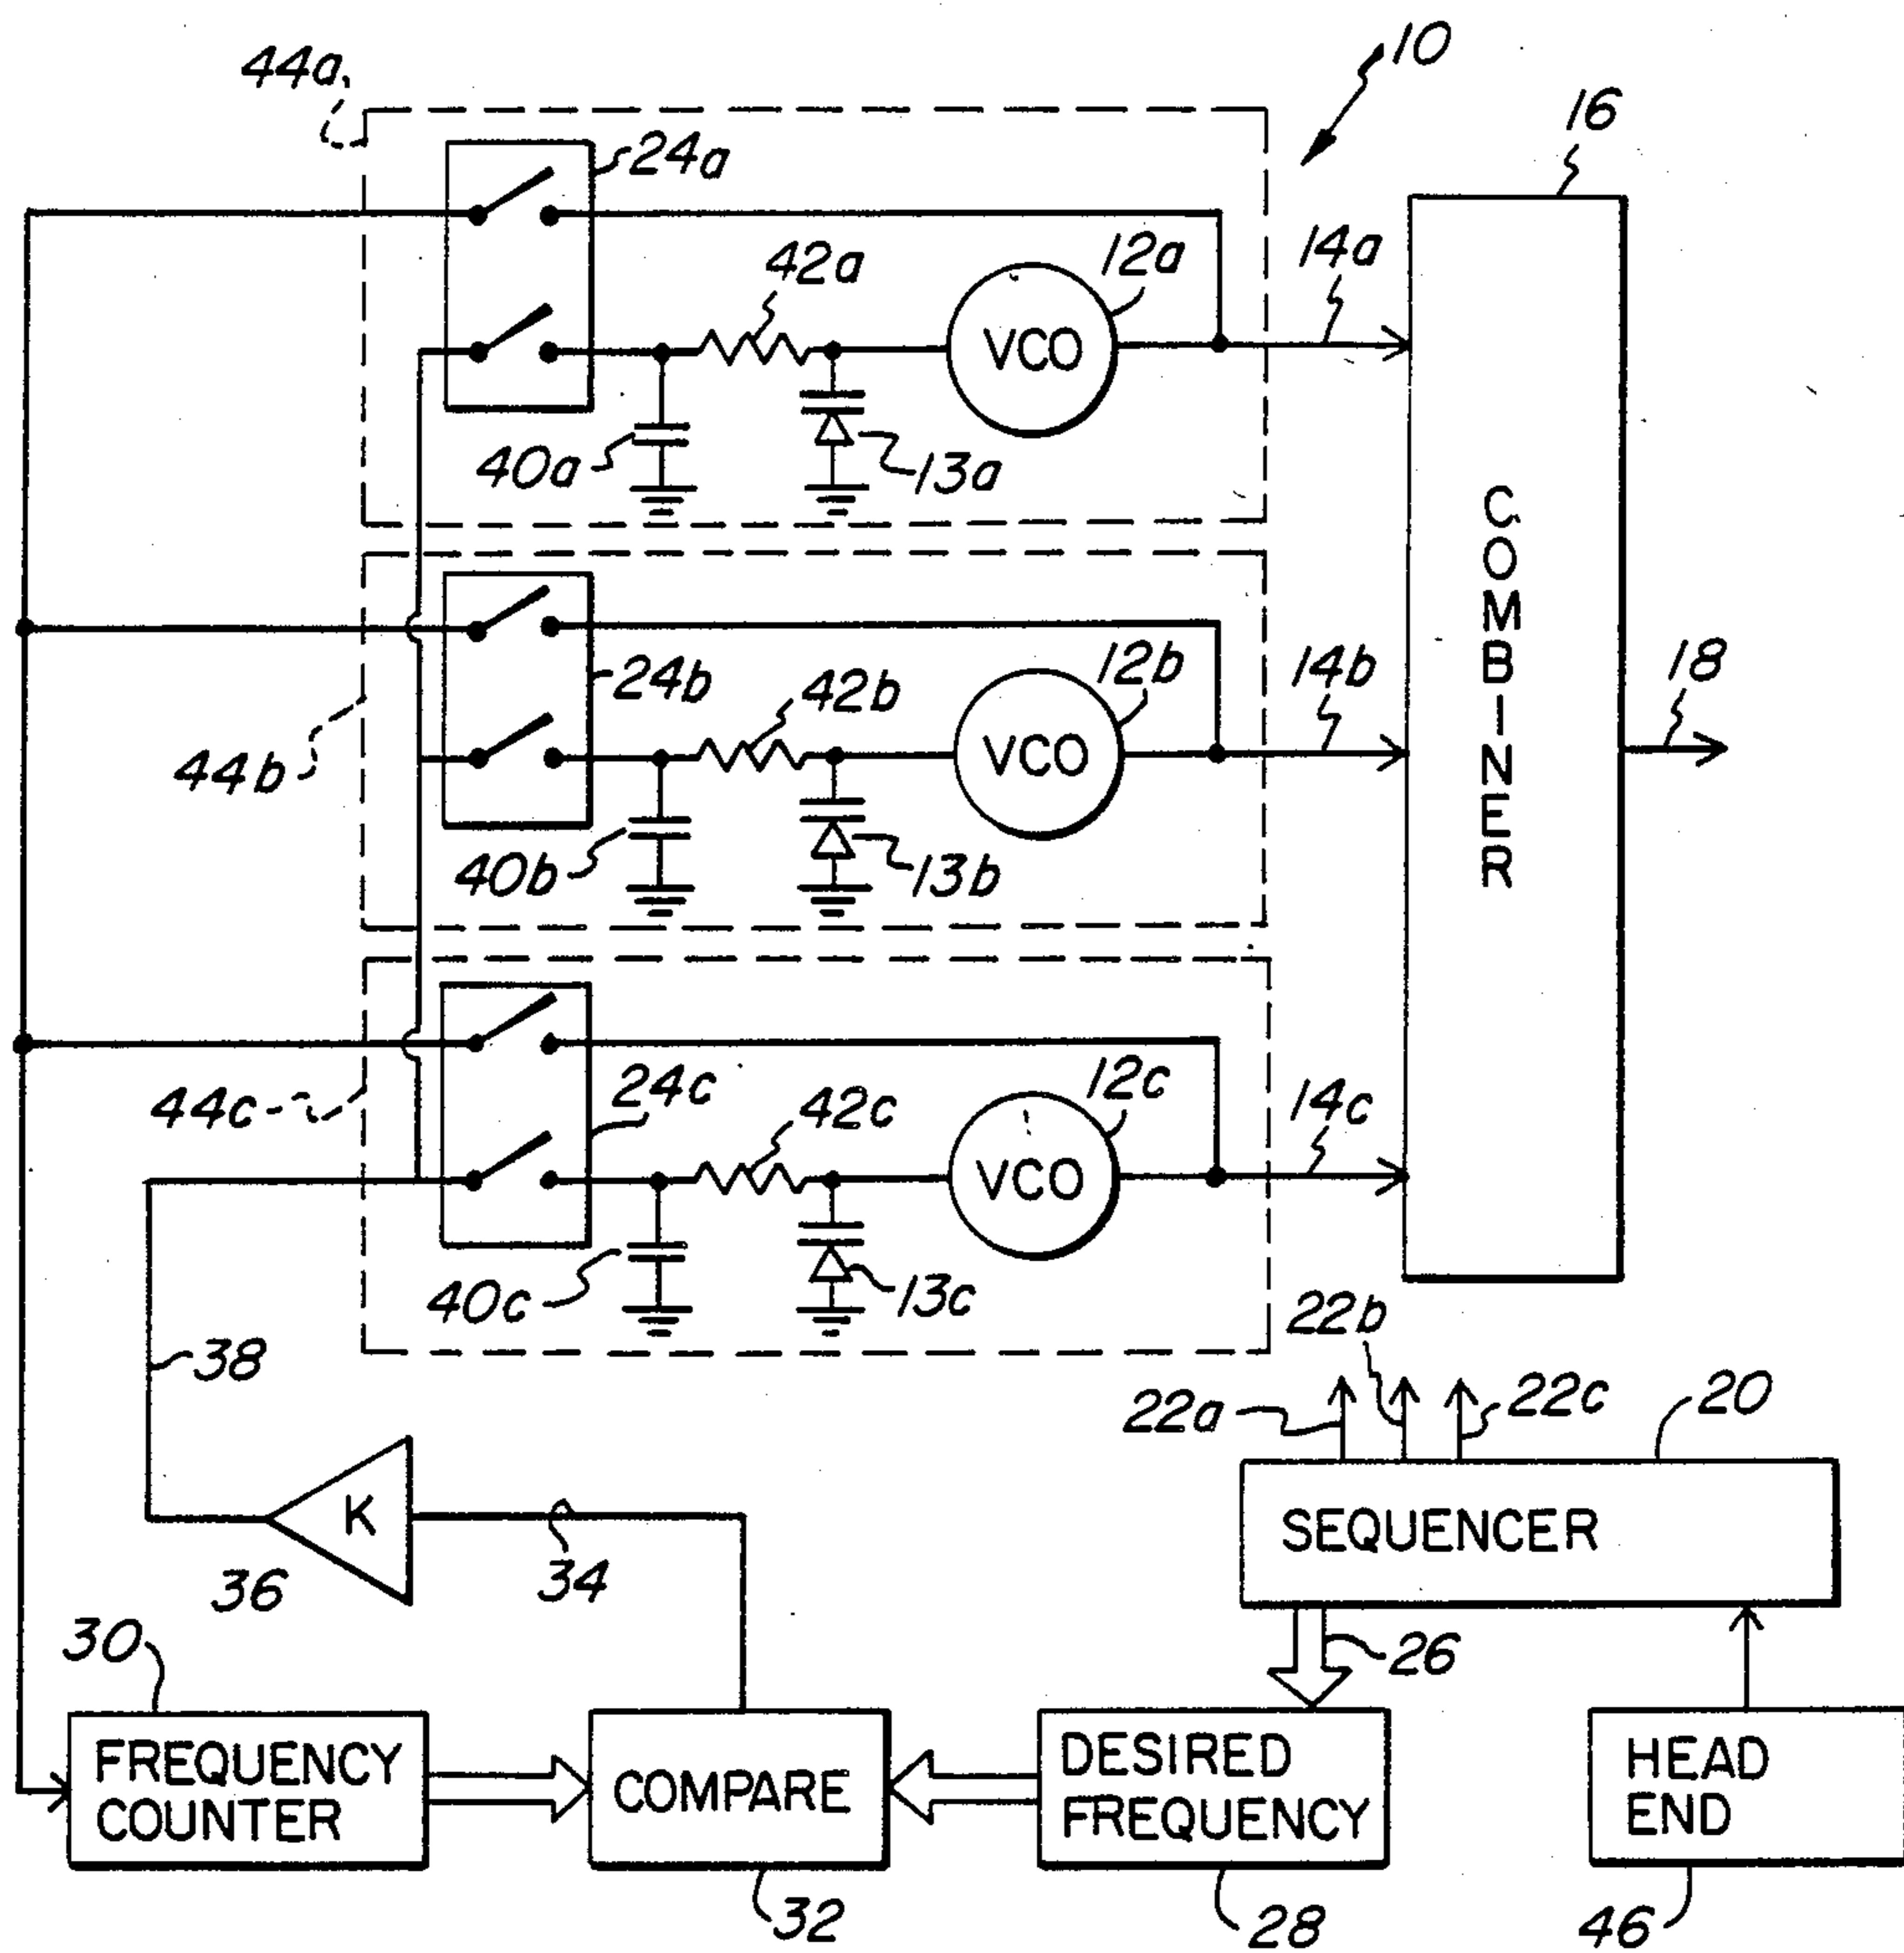 10
44a
16
24a
42a
12a
14a
VCO
40a
13a
COMBINER
24b
42b
12b
14b
18
44b
VCO
40b
13b
24c
42c
12c
14c
44c
VCO
40c
13c
22b
38
22a
22c
20
K
SEQUENCER
34
36
30
26
FREQUENCY
COUNTER
COMPARE
DESIRED
FREQUENCY
HEAD
END
32
28
46